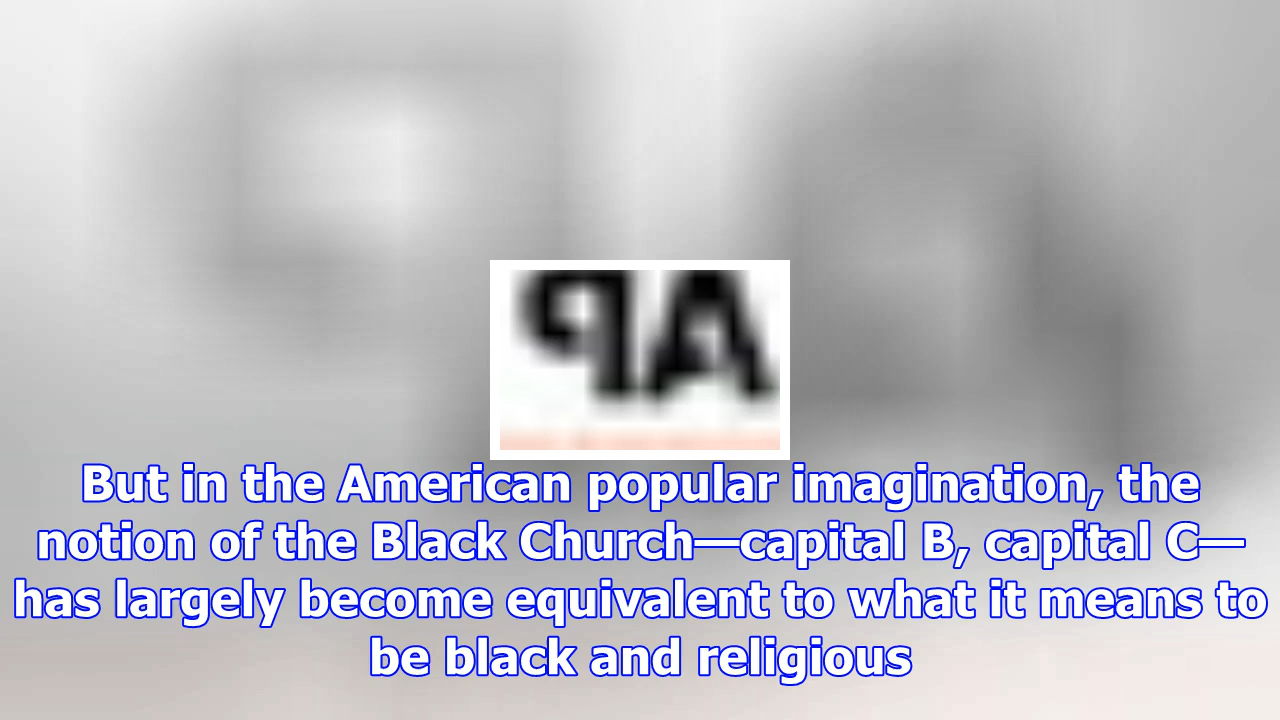 AP
But in the American popular imagination, the
notion of the Black Church—capital B, capital C—
has largely become equivalent to what it means to
be black and religious